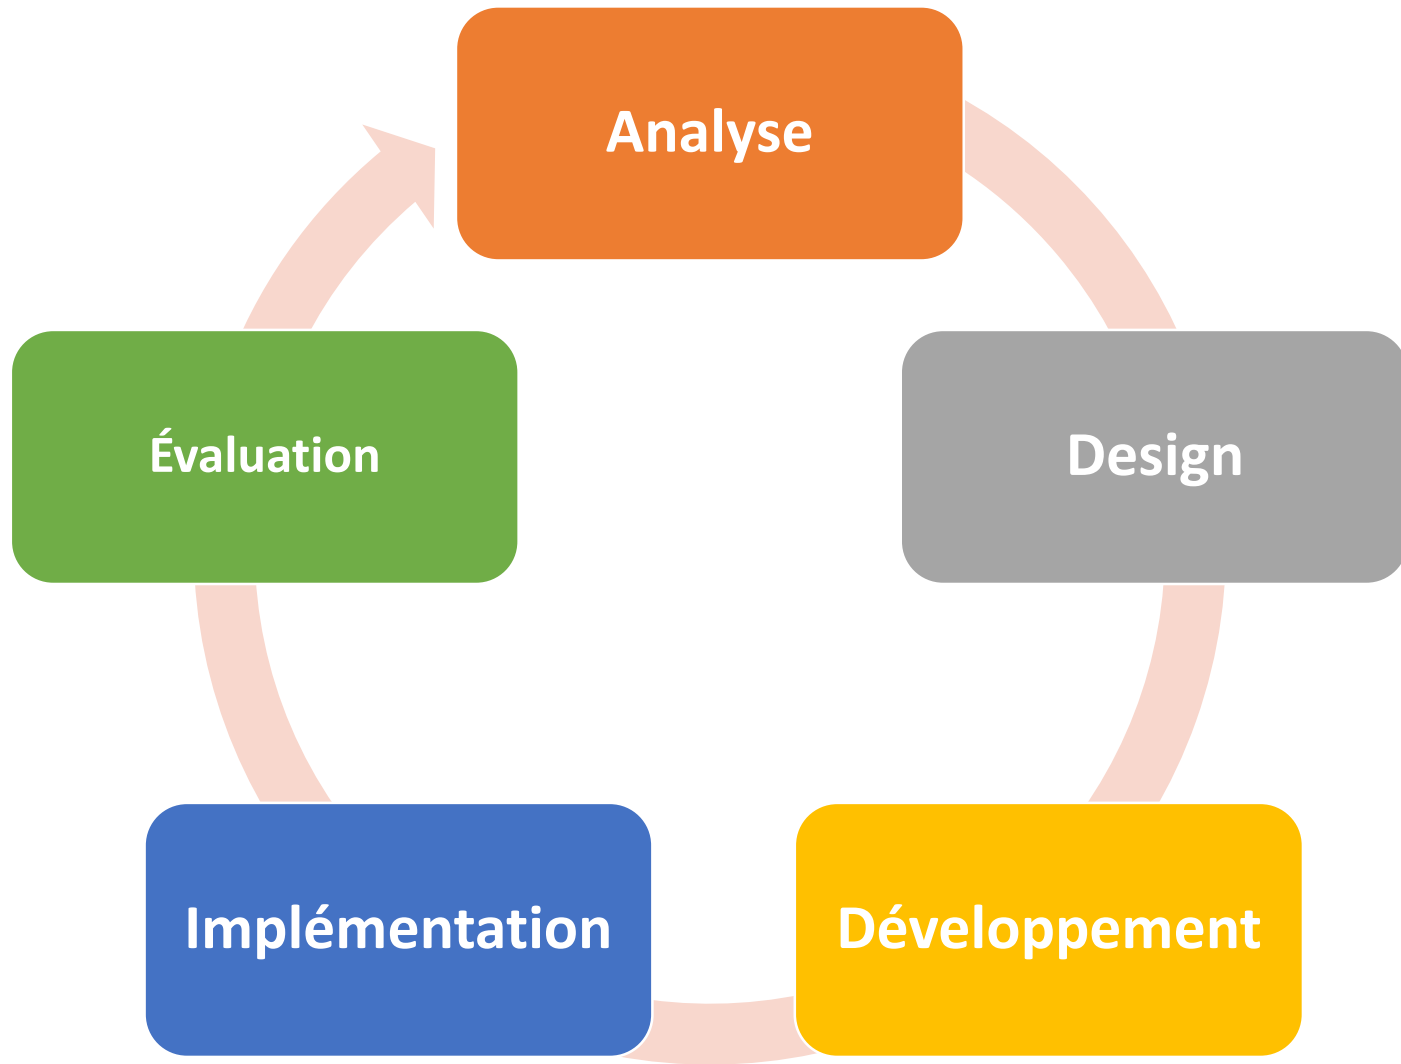 Analyse
Design
Développement
Implémentation
Évaluation